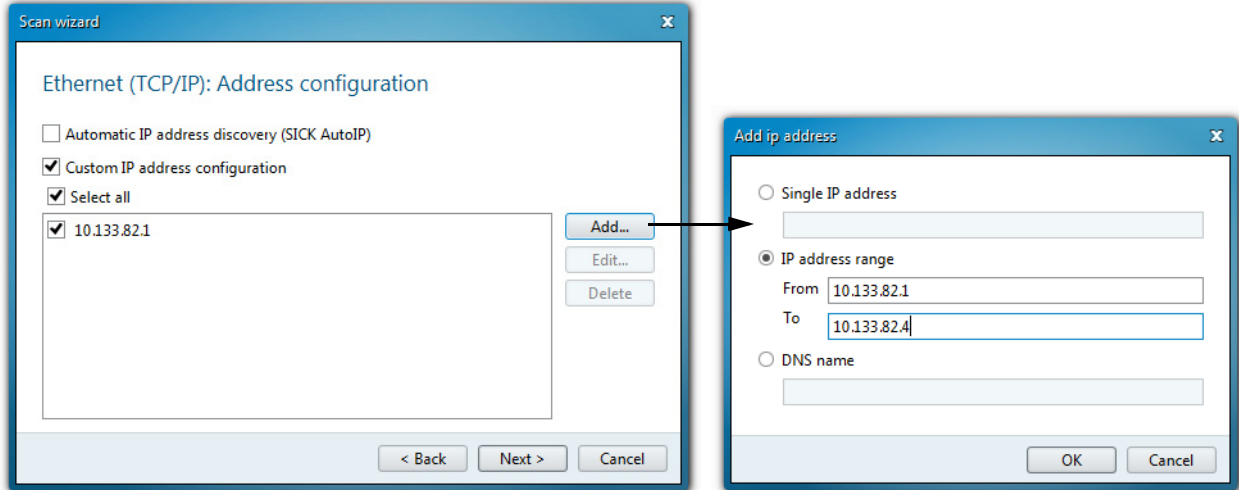 Scan wizard
Ethernet (TCP/IP): Address configuration
Automatic IP address discovery (SICK AutoIP)
Custom IP address configuration
Select all
10.133.82.1
Add...
Edit...
Delete
< Back
Next >
Cancel
Add ip address
Single IP address
IP address range
From 10.133.82.1
To 10.133.82.4
DNS name
OK
Cancel